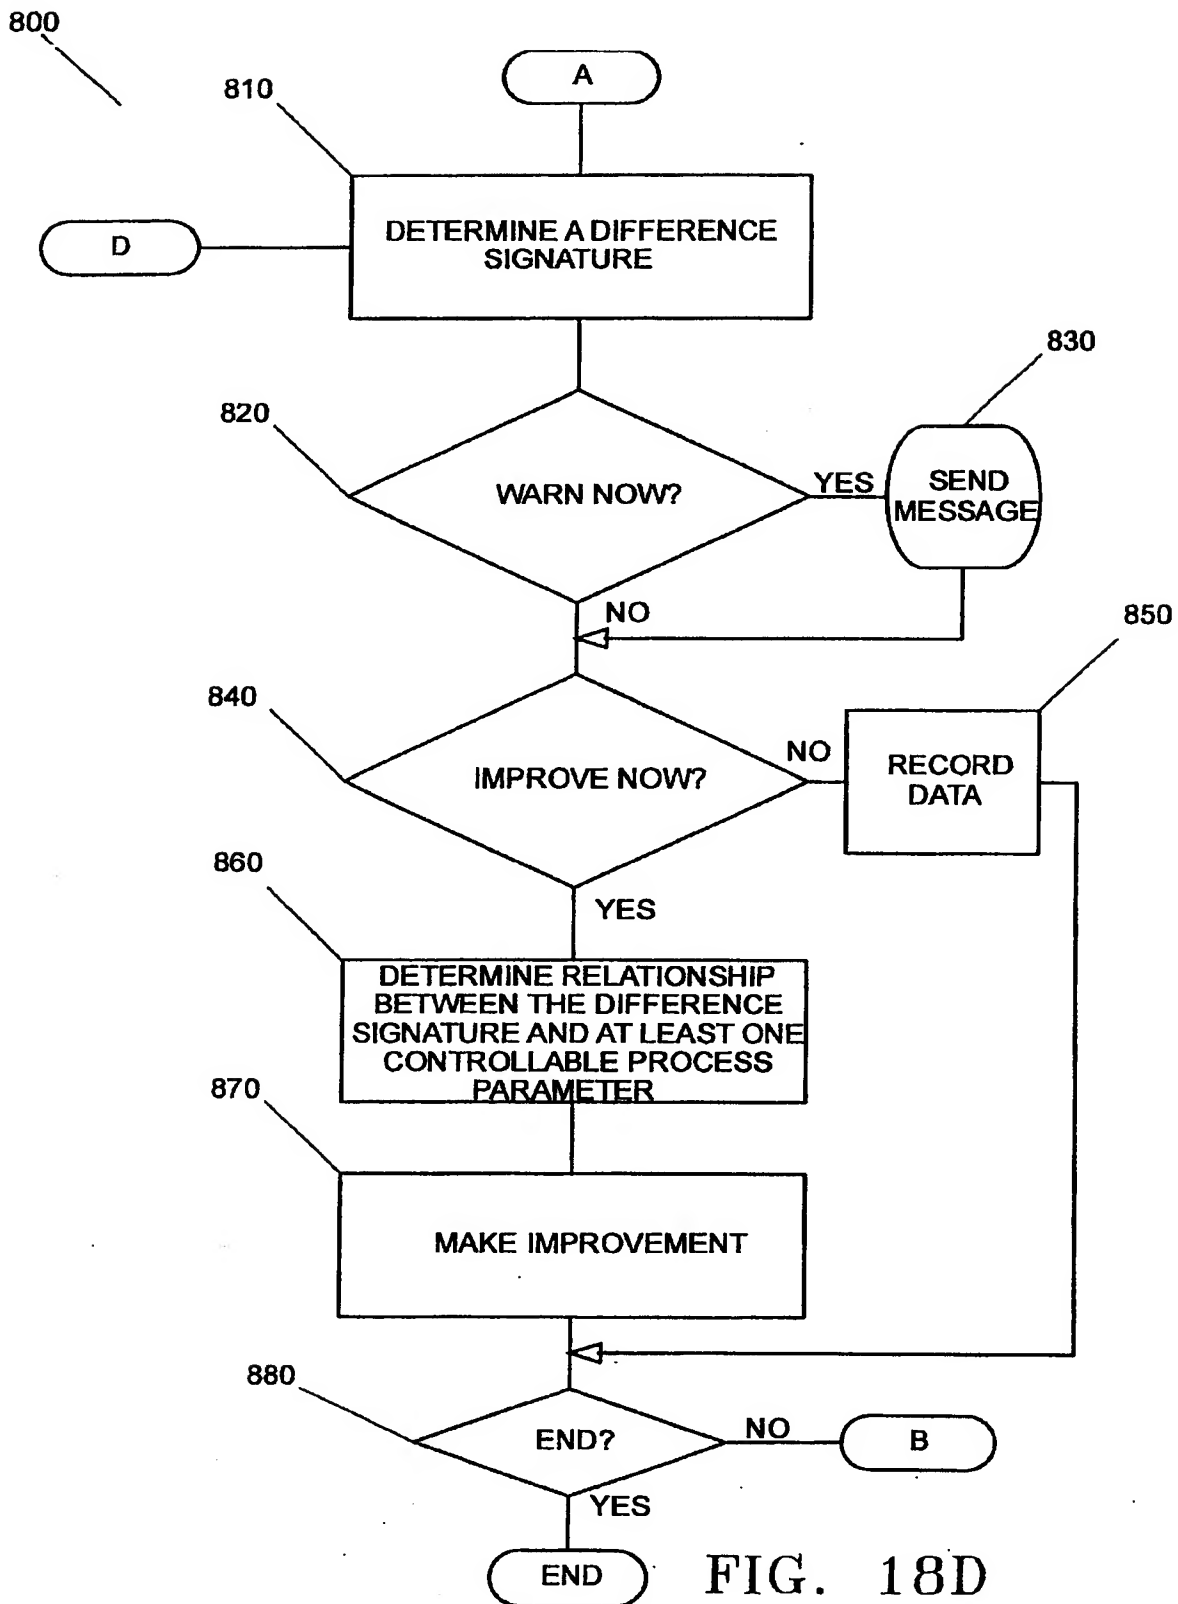 800
A
810
D
DETERMINE A DIFFERENCE
SIGNATURE
830
820
WARN NOW?
YES
SEND
MESSAGE
NO
850
840
IMPROVE NOW?
NO
RECORD
DATA
860
YES
DETERMINE RELATIONSHIP
BETWEEN THE DIFFERENCE
SIGNATURE AND AT LEAST ONE
CONTROLLABLE PROCESS
PARAMETER
870
MAKE IMPROVEMENT
880
END?
NO
B
YES
END
FIG. 18D